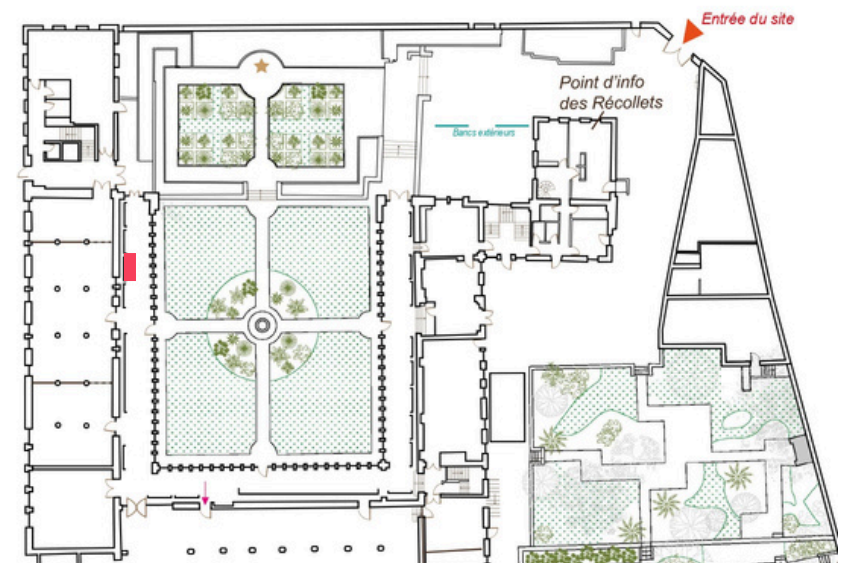 Entrée du site
Point d'info
des Récollets
Bancs extérieurs